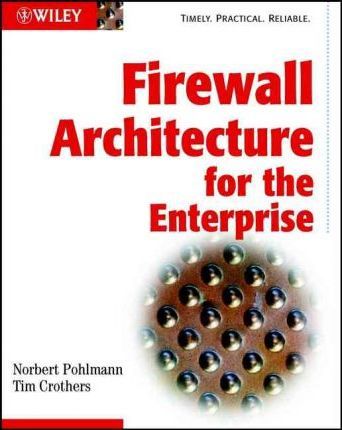 WILEY
TIMELY. PRACTICAL. RELIABLE.
Firewall
Architecture
for the
Enterprise
Norbert Pohlmann
Tim Crothers